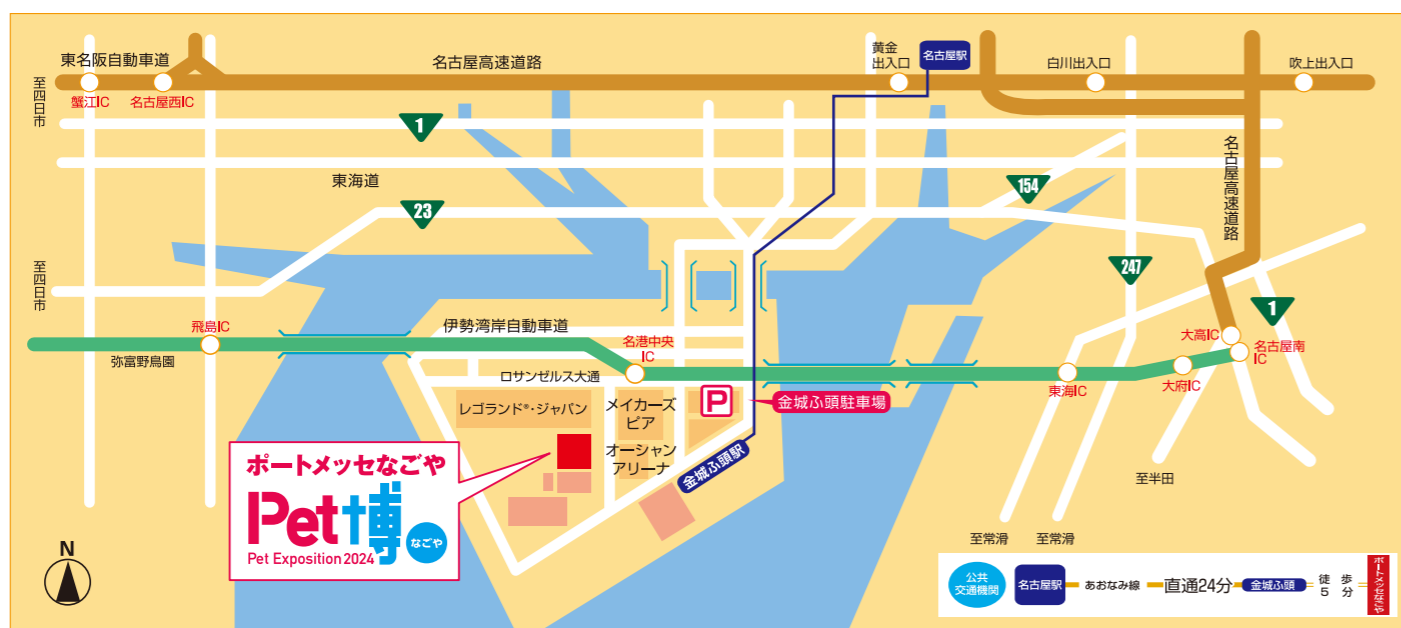 東名阪自動車道
名古屋高速道路
黄金
出入口
名古屋駅
白川出入口
吹上出入口
至四日市
蟹江IC
名古屋西IC
1
東海道
23
154
名古屋高速道路
247
1
至四日市
飛島IC
弥富野鳥園
伊勢湾岸自動車道
名港中央
IC
大高IC
名古屋南
IC
大府IC
東海IC
ロサンゼルス大通
レゴランド®・ジャパン
メイカーズ
ピア
P
金城ふ頭駐車場
オーシャン
アリーナ
金城ふ頭駅
ポートメッセなごや
Pet博
なごや
Pet Exposition 2024
至半田
至常滑
至常滑
N
公共
交通機関
名古屋駅
あおなみ線
直通24分
金城ふ頭
徒歩
5分
ポートメッセなごや